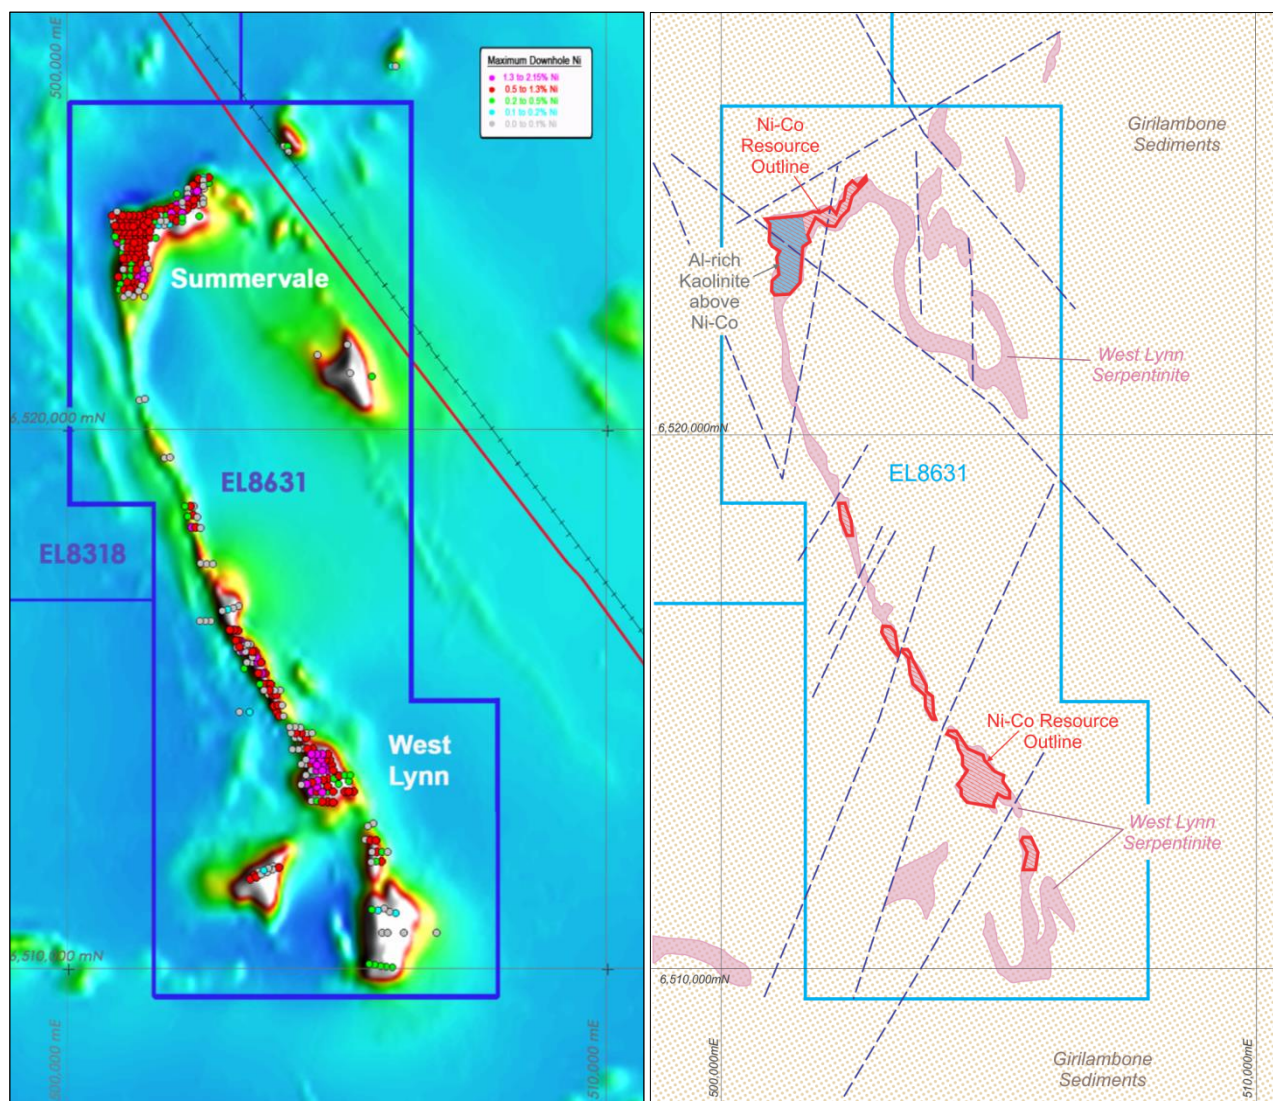 500,000 mE
Maximum Downhole Ni
1.3 to 2.15% Ni
0.5 to 1.3% Ni
0.2 to 0.5% Ni
0.1 to 0.2% Ni
0.0 to 0.1% Ni
Summervale
6,520,000 mN
EL8631
EL8318
West
Lynn
6,510,000 mN
500,000 mE
510,000 mE
Ni-Co
Resource
Outline
Girilambone
Sediments
Al-rich
Kaolinite
above
Ni-Co
West Lynn
Serpentinite
6,520,000mN
EL8631
Ni-Co Resource
Outline
West Lynn
Serpentinite
6,510,000mN
500,000mE
Girilambone
Sediments
510,000mE